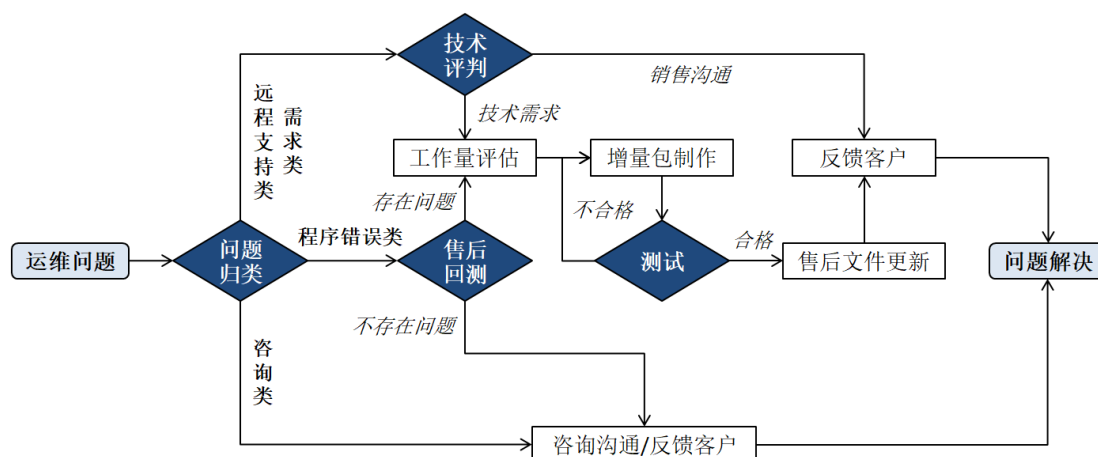 技术
评判
销售沟通
远程支持类
需求类
技术需求
工作量评估
增量包制作
反馈客户
存在问题
不合格
运维问题
问题
归类
程序错误类
售后
回测
测试
合格
售后文件更新
问题解决
不存在问题
咨询类
咨询沟通/反馈客户